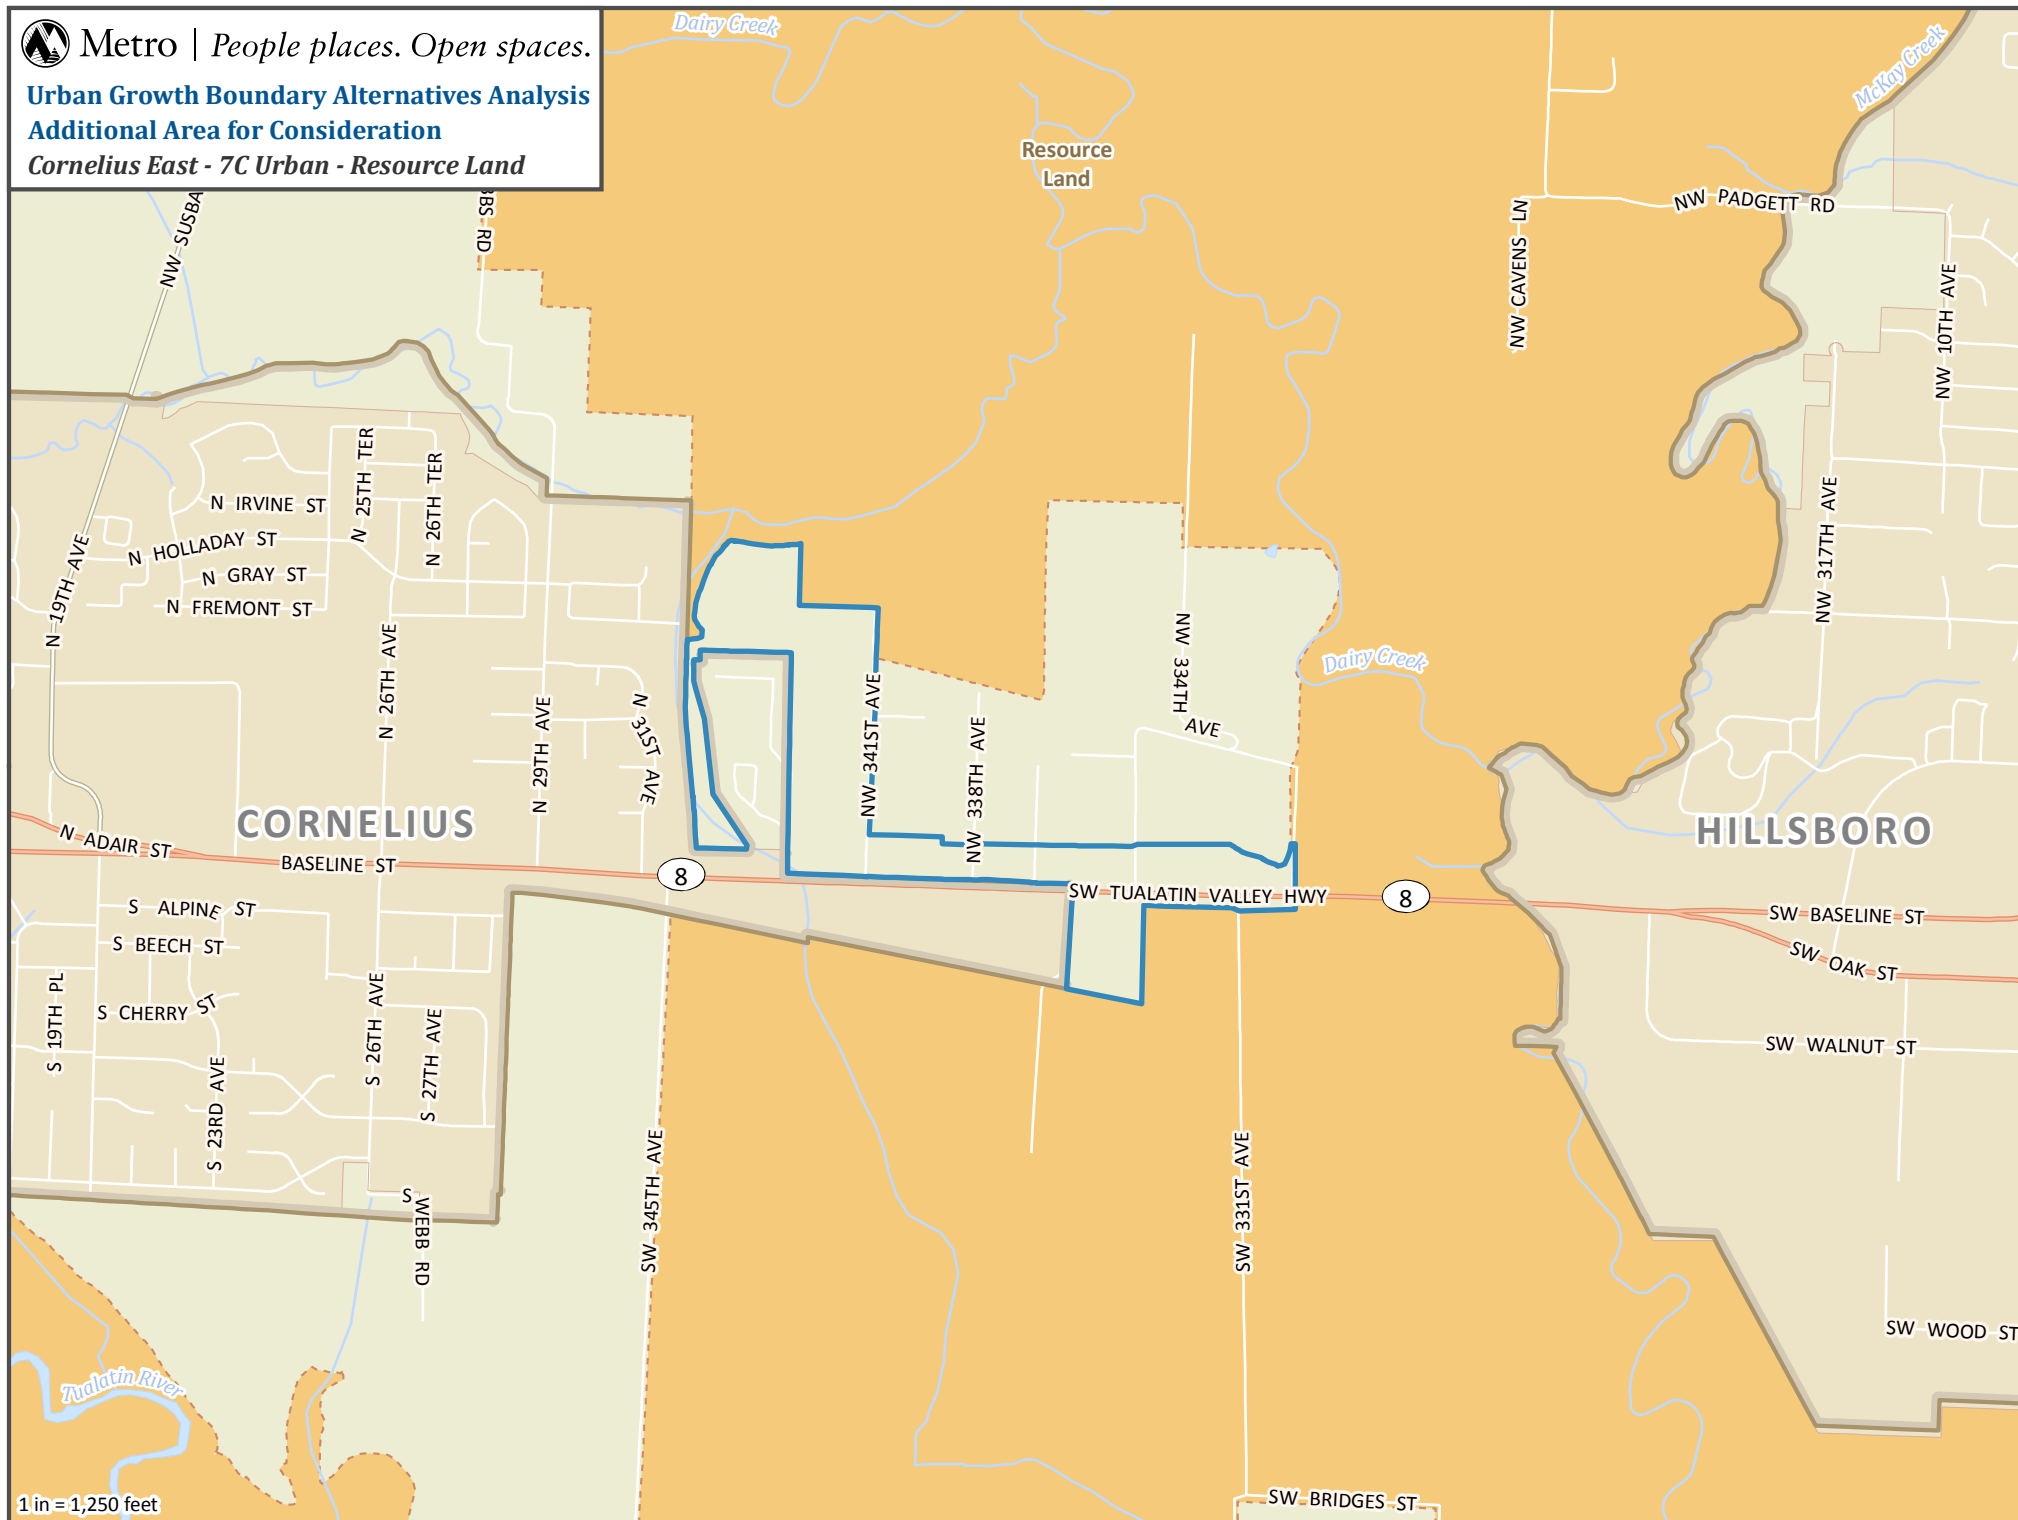 Metro | People places. Open spaces.
Urban Growth Boundary Alternatives Analysis
Additional Area for Consideration
Cornelius East - 7C Urban - Resource Land
Dairy Creek
McKay Creek
Resource
Land
NW PADGETT RD
NW SUSBA
BBS RD
NW CAVENS LN
NW 10TH AVE
N 25TH TER
N 26TH TER
N IRVINE ST
N HOLLADAY ST
N GRAY ST
N FREMONT ST
N 19TH AVE
NW 317TH AVE
N 26TH AVE
N 29TH AVE
N 31ST AVE
NW 334TH AVE
Dairy Creek
NW 341ST AVE
NW 338TH AVE
CORNELIUS
HILLSBORO
N ADAIR ST
BASELINE ST
8
SW TUALATIN VALLEY HWY
8
SW BASELINE ST
SW OAK ST
S ALPINE ST
S BEECH ST
S CHERRY ST
S 19TH PL
S 26TH AVE
S 27TH AVE
S 23RD AVE
SW WALNUT ST
SW 345TH AVE
SW 331ST AVE
S WEBB RD
SW WOOD ST
Tualatin River
1 in = 1,250 feet
SW BRIDGES ST